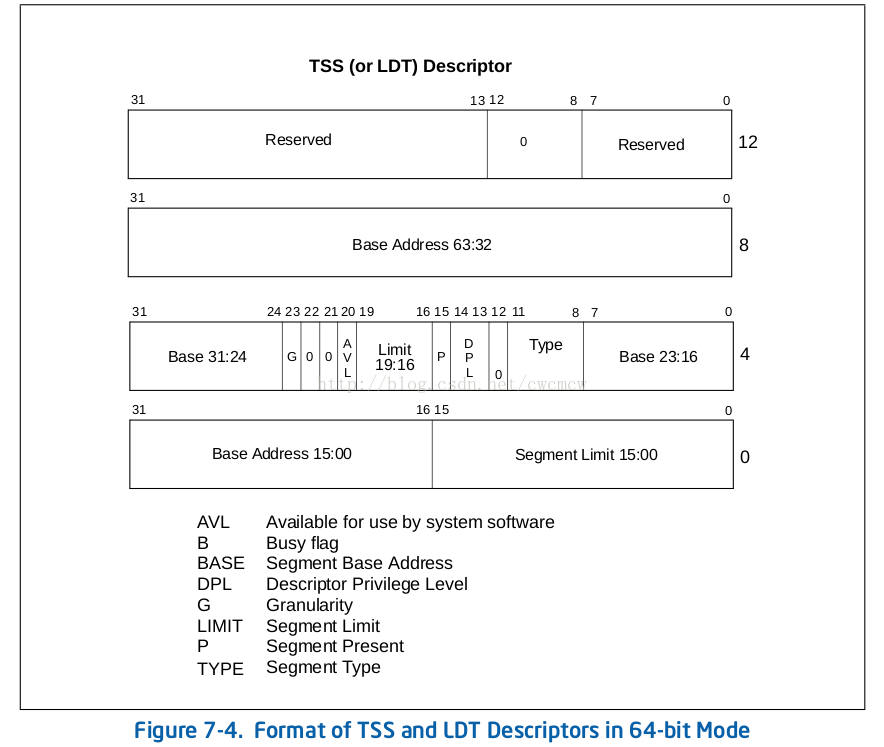 TSS (or LDT) Descriptor
31 13 12 8 7 0
Reserved 0 Reserved 12
31 0
Base Address 63:32 8
31 24 23 22 21 20 19 16 15 14 13 12 11 8 7 0
Base 31:24 G 0 0 AVL Limit 19:16 P DPL 0 Type Base 23:16 4
http://blog.csdn.net/cwcmcw
31 16 15 0
Base Address 15:00 Segment Limit 15:00 0
AVL Available for use by system software
B Busy flag
BASE Segment Base Address
DPL Descriptor Privilege Level
G Granularity
LIMIT Segment Limit
P Segment Present
TYPE Segment Type
Figure 7-4. Format of TSS and LDT Descriptors in 64-bit Mode